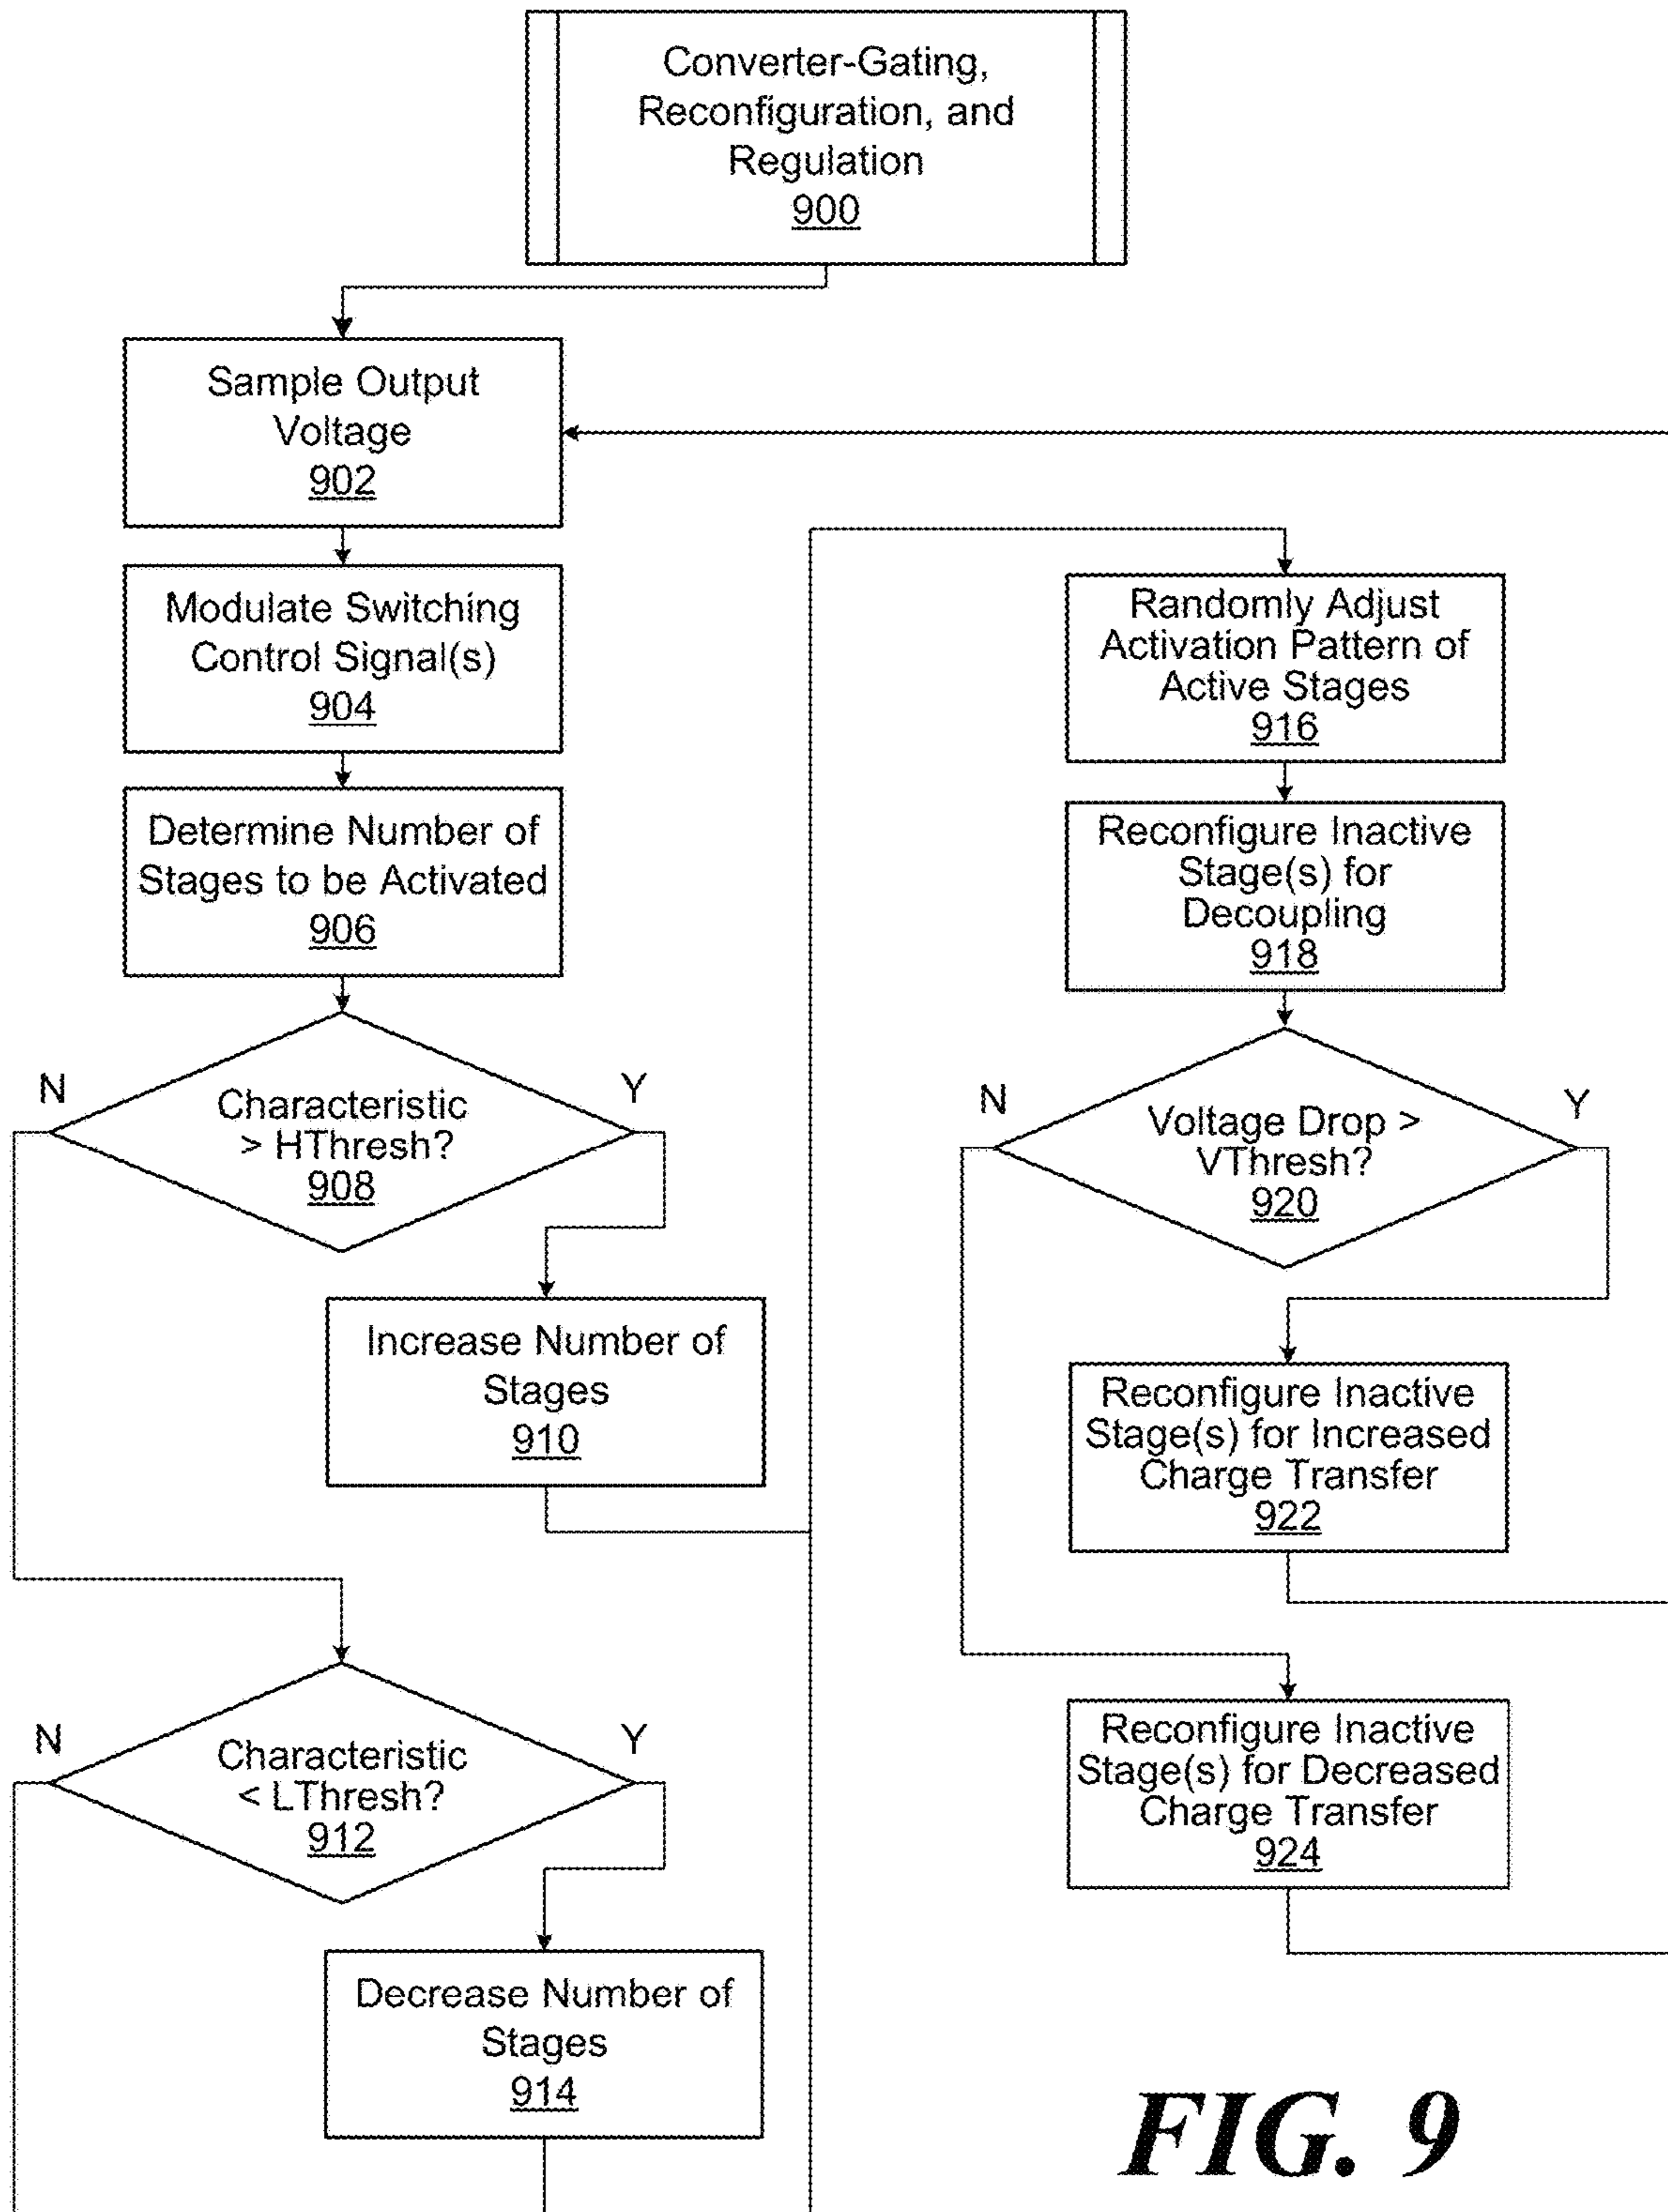 Converter-Gating,
Reconfiguration, and
Regulation
900
Sample Output
Voltage
902
Modulate Switching
Control Signal(s)
904
Determine Number of
Stages to be Activated
906
N
Y
Characteristic
> HThresh?
908
Increase Number of
Stages
910
N
Y
Characteristic
< LThresh?
912
Decrease Number of
Stages
914
Randomly Adjust
Activation Pattern of
Active Stages
916
Reconfigure Inactive
Stage(s) for
Decoupling
918
N
Y
Voltage Drop >
VThresh?
920
Reconfigure Inactive
Stage(s) for Increased
Charge Transfer
922
Reconfigure Inactive
Stage(s) for Decreased
Charge Transfer
924
FIG. 9